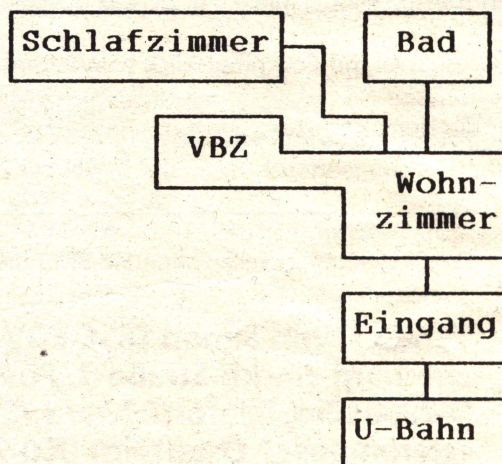 Schlafzimmer
Bad
VBZ
Wohn-
zimmer
Eingang
U-Bahn